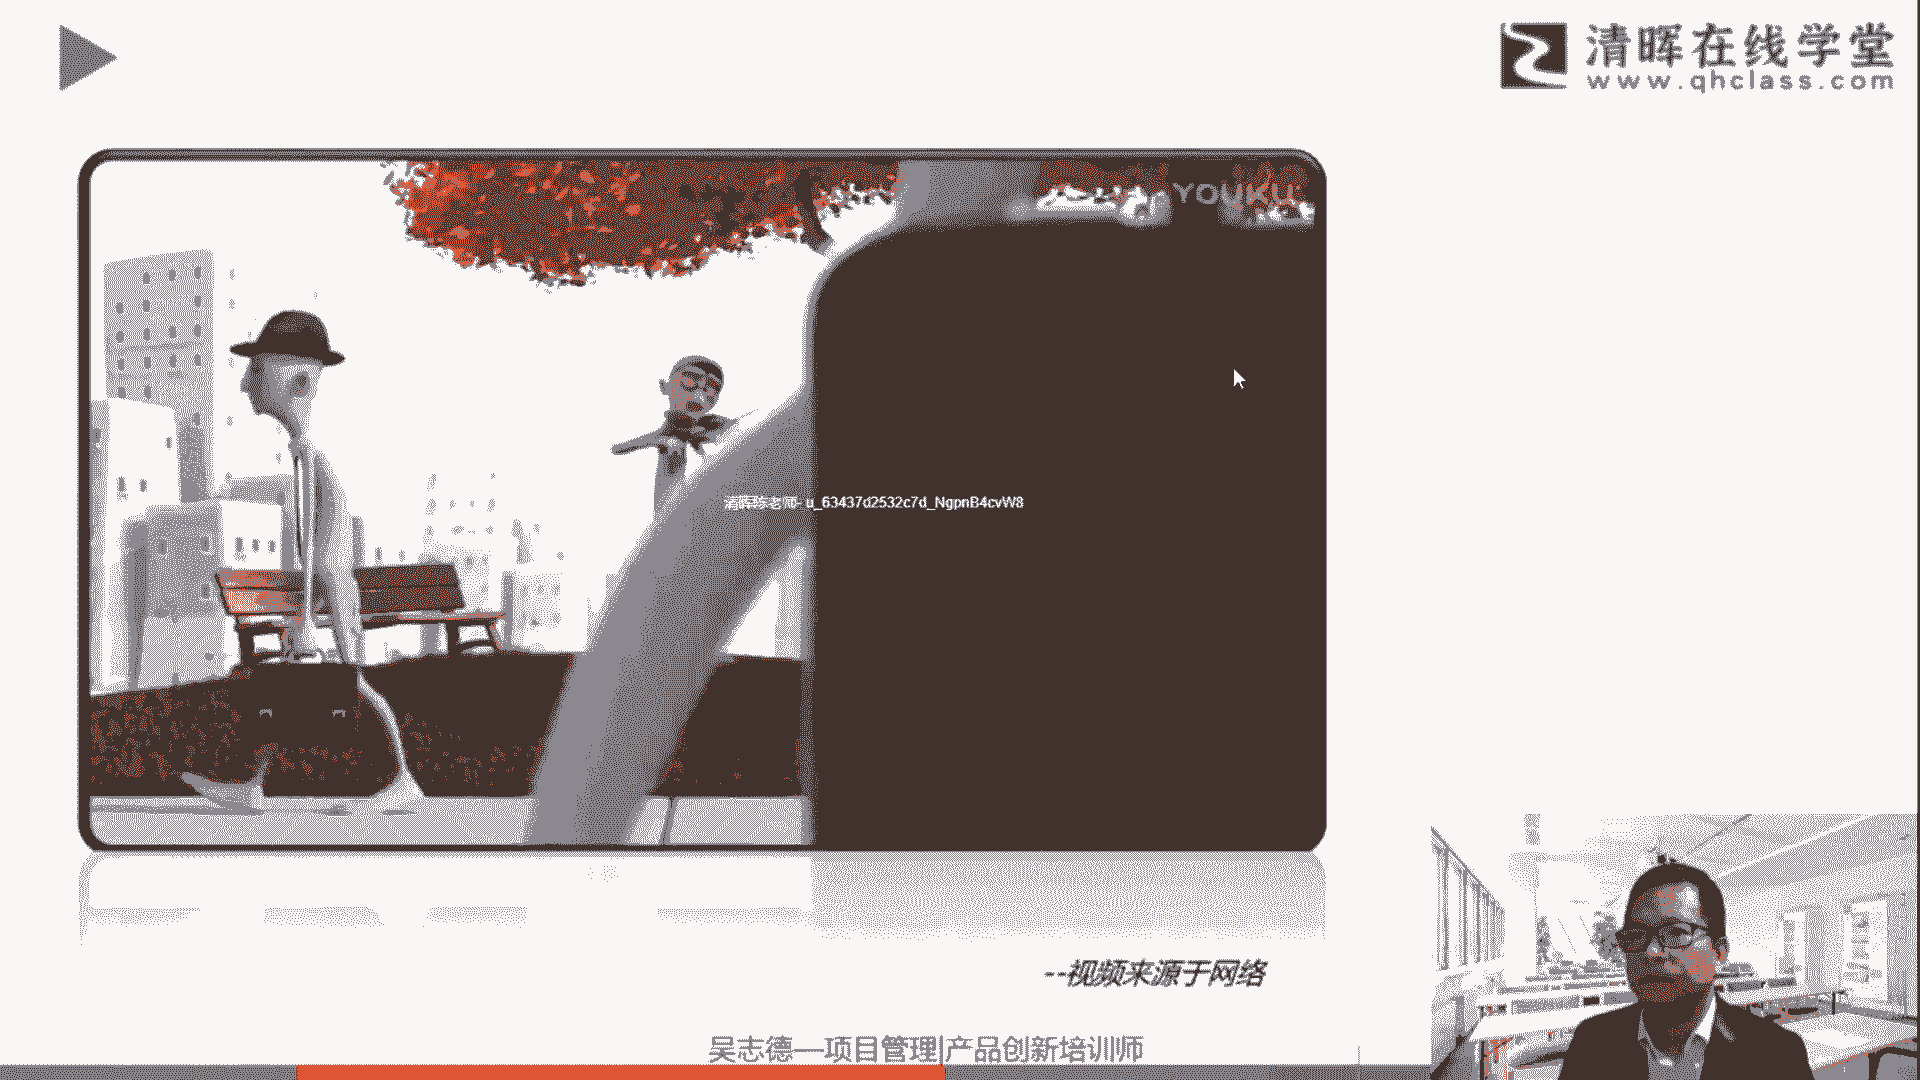 清晖在线学堂
www.qhclass.com
YOUKU
清晖陈老师- u_63437d2532c7d_NgpnB4cvW8
--视频来源于网络
吴志德—项目管理|产品创新培训师